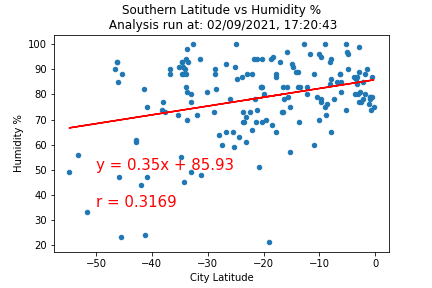 Southern Latitude vs Humidity %
Analysis run at: 02/09/2021, 17:20:43
100
90
80
70
60
50
40
30
20
Humidity %
y = 0.35x + 85.93
r = 0.3169
−50 −40 −30 −20 −10 0
City Latitude